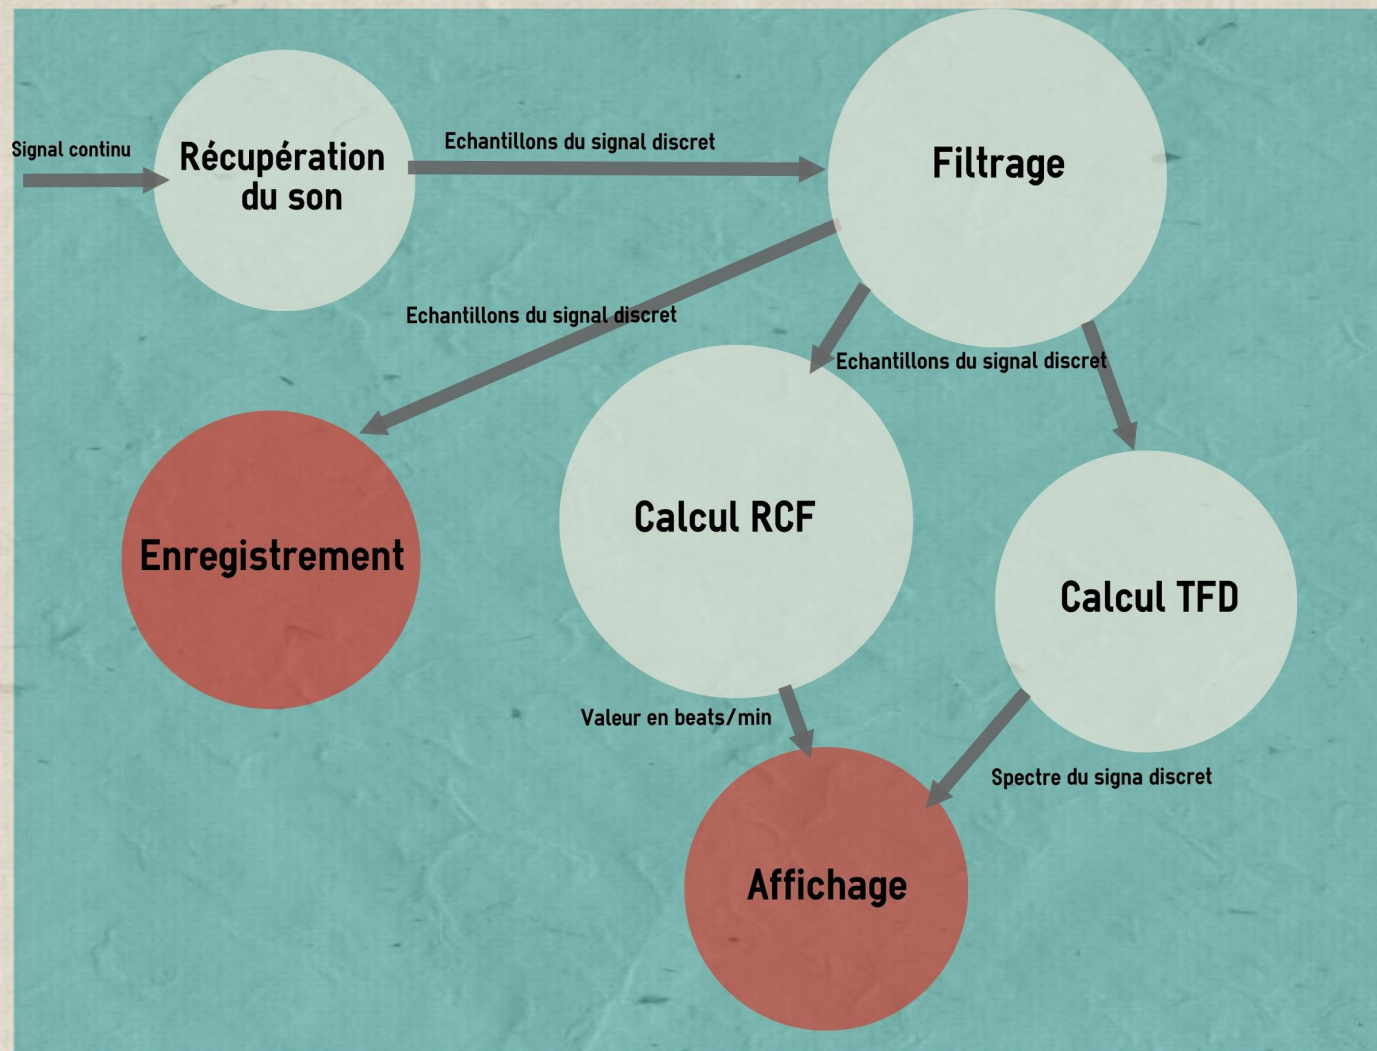 Signal continu
Récupération
du son
Echantillons du signal discret
Filtrage
Echantillons du signal discret
Echantillons du signal discret
Enregistrement
Calcul RCF
Calcul TFD
Valeur en beats/min
Spectre du signa discret
Affichage